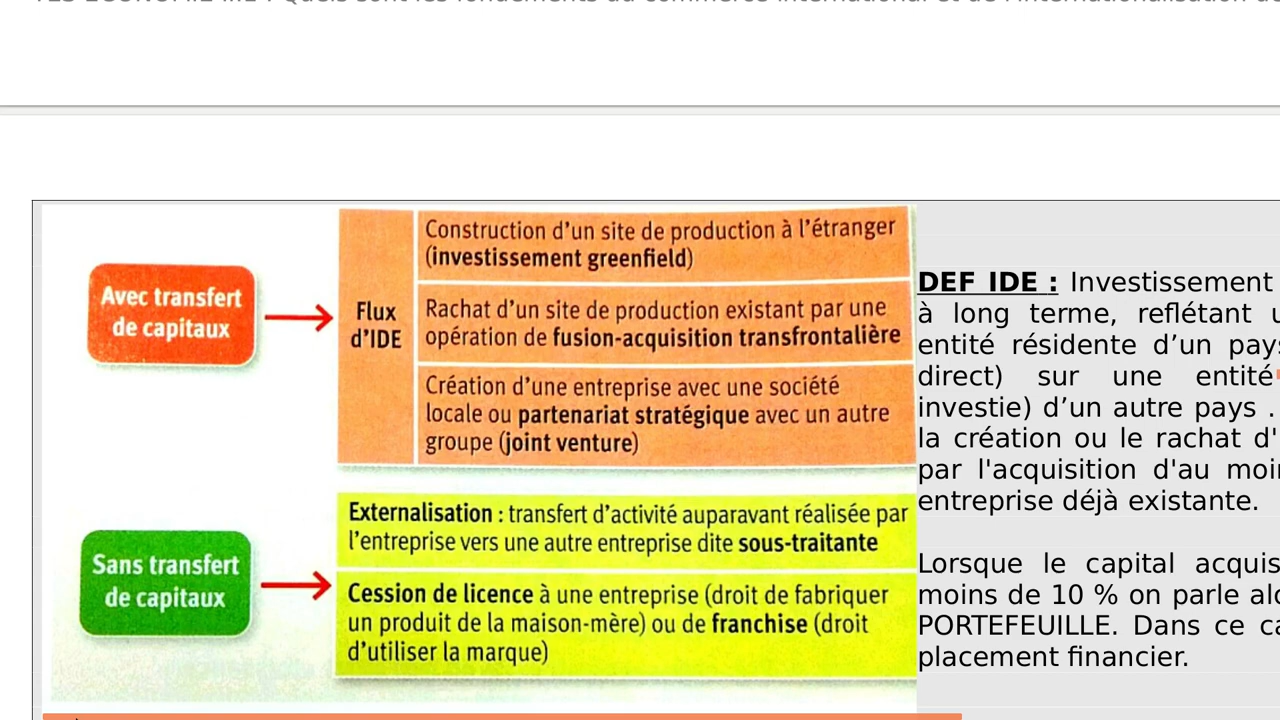 Avec transfert
de capitaux
Flux
d'IDE
Construction d'un site de production à l'étranger
(investissement greenfield)
Rachat d'un site de production existant par une
opération de fusion-acquisition transfrontalière
Création d'une entreprise avec une société
locale ou partenariat stratégique avec un autre
groupe (joint venture)
Sans transfert
de capitaux
Externalisation : transfert d'activité auparavant réalisée par
l'entreprise vers une autre entreprise dite sous-traitante
Cession de licence à une entreprise (droit de fabriquer
un produit de la maison-mère) ou de franchise (droit
d'utiliser la marque)
DEF IDE : Investissement
à long terme, reflétant
entité résidente d'un
direct) sur une entité
investie) d'un autre pays .
la création ou le rachat
par l'acquisition d'au
entreprise déjà existante.
Lorsque le capital
moins de 10 % on parle
PORTEFEUILLE. Dans ce
placement financier.